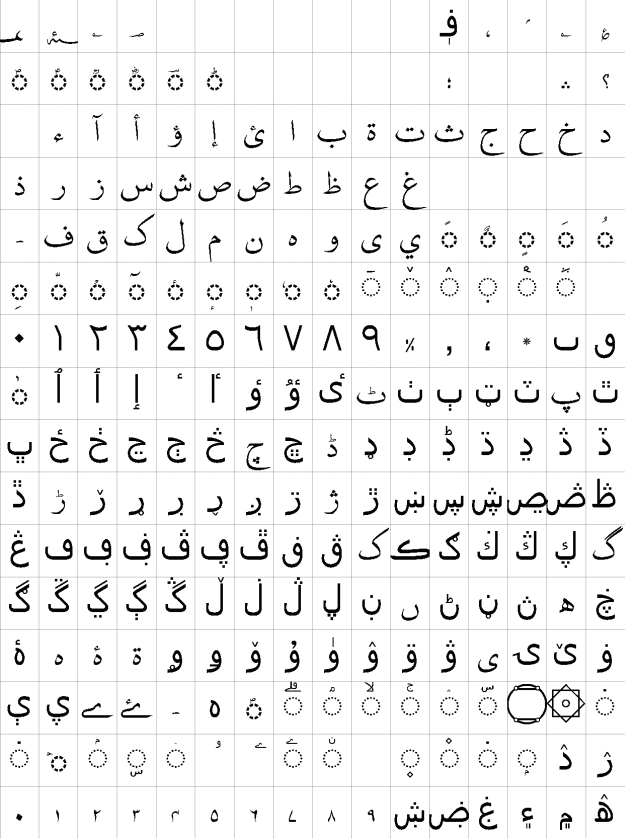 ؀ ؁ ؂ ؃ ؋ ، ؍ ؎ ؏
◌ؐ ◌ؑ ◌ؒ ◌ؓ ◌ؔ ◌ؕ ؛ ؞ ؟
ء آ أ ؤ إ ئ ا ب ة ت ث ج ح خ د
ذ ر ز س ش ص ض ط ظ ع غ
ـ ف ق ك ل م ن ه و ى ي ◌ً ◌ٌ ◌ٍ ◌َ ◌ُ
◌ِ ◌ّ ◌ْ ◌ٓ ◌ٔ ◌ٕ ◌ٖ ◌ٗ ◌٘ ◌ٙ ◌ٚ ◌ٛ ◌ٜ ◌ٝ ◌ٞ
٠ ١ ٢ ٣ ٤ ٥ ٦ ٧ ٨ ٩ ٪ ٫ ٬ ٭ ٮ ٯ
◌ٰ ٱ ٲ ٳ ٴ ٵ ٶ ٷ ٸ ٹ ٺ ٻ ټ ٽ پ ٿ
ڀ ځ ڂ ڃ ڄ څ چ ڇ ڈ ډ ڊ ڋ ڌ ڍ ڎ ڏ
ڐ ڑ ڒ ړ ڔ ڕ ږ ڗ ژ ڙ ښ ڛ ڜ ڝ ڞ ڟ
ڠ ڡ ڢ ڣ ڤ ڥ ڦ ڧ ڨ ک ڪ ګ ڬ ڭ ڮ گ
ڰ ڱ ڲ ڳ ڴ ڵ ڶ ڷ ڸ ڹ ں ڻ ڼ ڽ ھ ڿ
ۀ ہ ۂ ۃ ۄ ۅ ۆ ۇ ۈ ۉ ۊ ۋ ی ۍ ێ ۏ
ې ۑ ے ۓ ۔ ە ◌ۖ ◌ۗ ◌ۘ ◌ۙ ◌ۚ ◌ۛ ◌ۜ ۝ ۞ ◌۟
◌۠ ◌ۡ ◌ۢ ◌ۣ ◌ۤ ۥ ۦ ◌ۧ ◌ۨ ◌۪ ◌۫ ◌۬ ◌ۭ ۮ ۯ
۰ ۱ ۲ ۳ ۴ ۵ ۶ ۷ ۸ ۹ ۺ ۻ ۼ ۽ ۾ ۿ